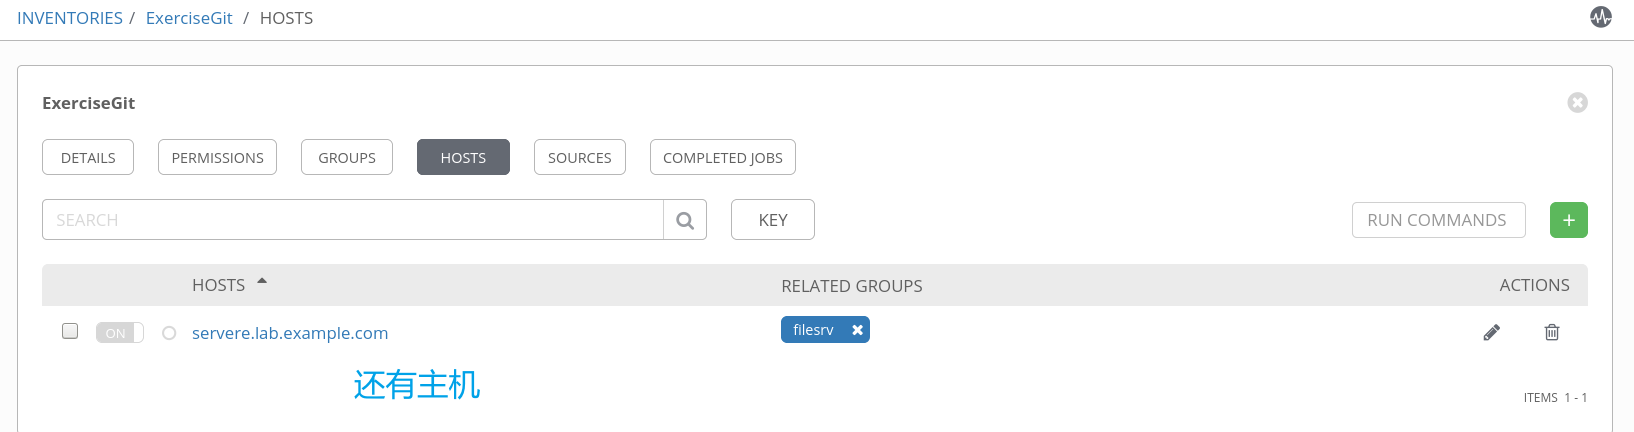 INVENTORIES / ExerciseGit / HOSTS
ExerciseGit
DETAILS PERMISSIONS GROUPS HOSTS SOURCES COMPLETED JOBS
SEARCH KEY RUN COMMANDS +
HOSTS RELATED GROUPS ACTIONS
ON servere.lab.example.com filesrv
还有主机
ITEMS 1 - 1